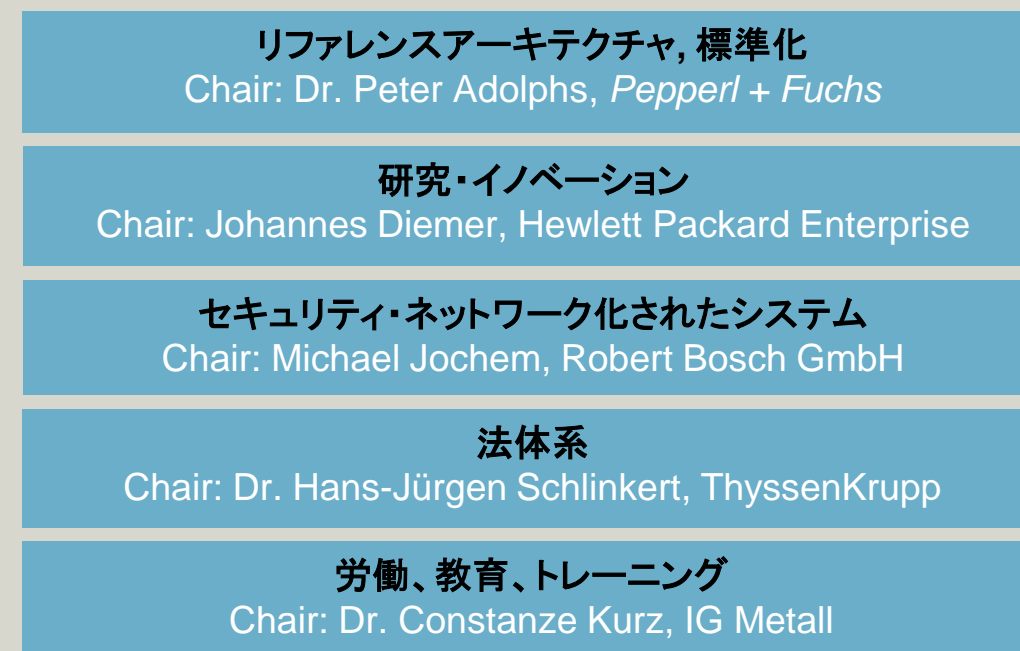 リファレンスアーキテクチャ, 標準化
Chair: Dr. Peter Adolphs, Pepperl + Fuchs
研究・イノベーション
Chair: Johannes Diemer, Hewlett Packard Enterprise
セキュリティ・ネットワーク化されたシステム
Chair: Michael Jochem, Robert Bosch GmbH
法体系
Chair: Dr. Hans-Jürgen Schlinkert, ThyssenKrupp
労働、教育、トレーニング
Chair: Dr. Constanze Kurz, IG Metall